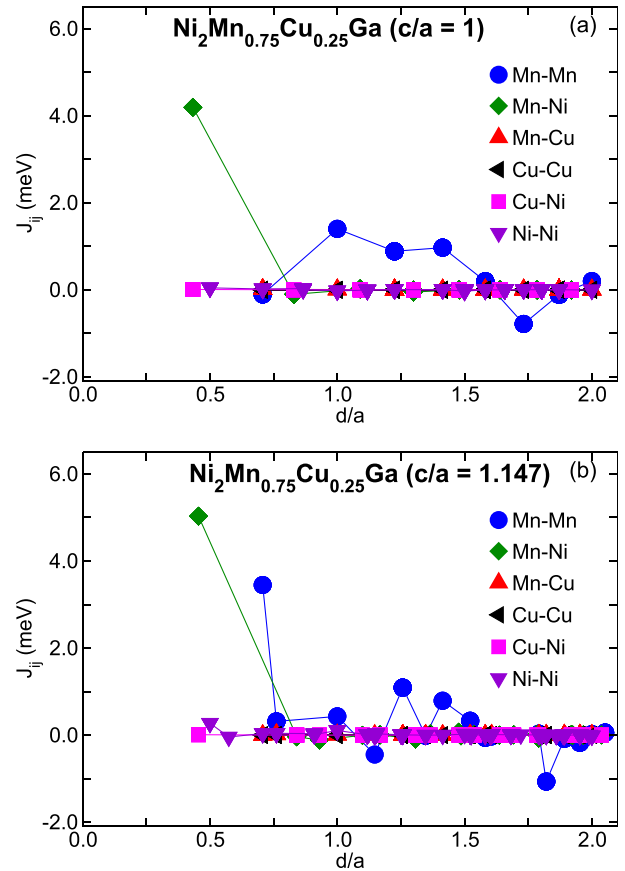 Ni2Mn0.75Cu0.25Ga (c/a = 1)
(a)
Mn-Mn
Mn-Ni
Mn-Cu
Cu-Cu
Cu-Ni
Ni-Ni
6.0
4.0
2.0
0.0
-2.0
Jij (meV)
0.0 0.5 1.0 1.5 2.0
d/a
Ni2Mn0.75Cu0.25Ga (c/a = 1.147)
(b)
Mn-Mn
Mn-Ni
Mn-Cu
Cu-Cu
Cu-Ni
Ni-Ni
6.0
4.0
2.0
0.0
-2.0
Jij (meV)
0.0 0.5 1.0 1.5 2.0
d/a